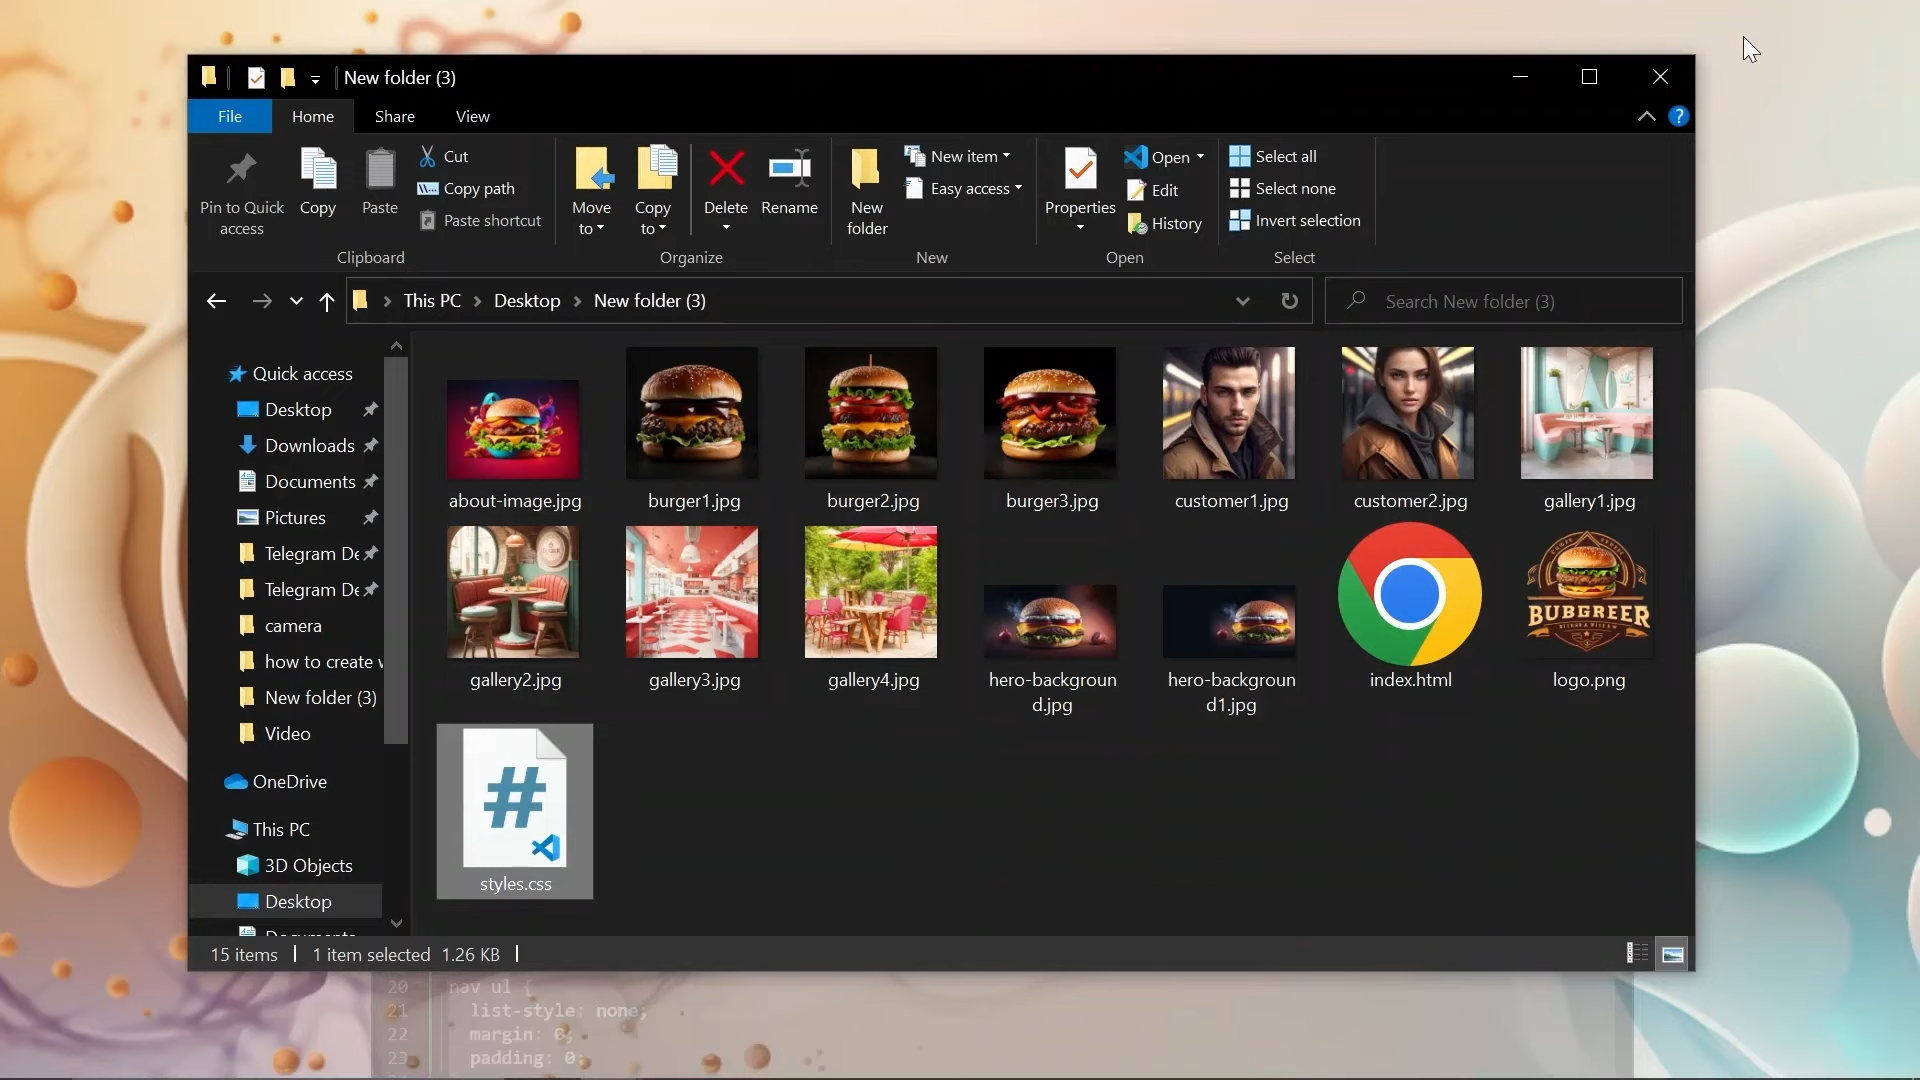 New folder (3)
File
Home
Share
View
?
Pin to Quick
access
Copy
Paste
Cut
Copy path
Paste shortcut
Clipboard
Move
to
Copy
to
Delete
Rename
Organize
New
folder
New item
Easy access
New
Properties
Open
Edit
History
Open
Select all
Select none
Invert selection
Select
This PC
Desktop
New folder (3)
Search New folder (3)
Quick access
Desktop
Downloads
Documents
Pictures
Telegram De
Telegram De
camera
how to create v
New folder (3)
Video
OneDrive
This PC
3D Objects
Desktop
Documents
about-image.jpg
burger1.jpg
burger2.jpg
burger3.jpg
customer1.jpg
customer2.jpg
gallery1.jpg
BUBGREER
gallery2.jpg
gallery3.jpg
gallery4.jpg
hero-backgroun
d.jpg
hero-backgroun
d1.jpg
index.html
logo.png
#
styles.css
15 items
1 item selected 1.26 KB
20 nav ul {
21 list-style: none;
22 margin: 0;
23 padding: 0;